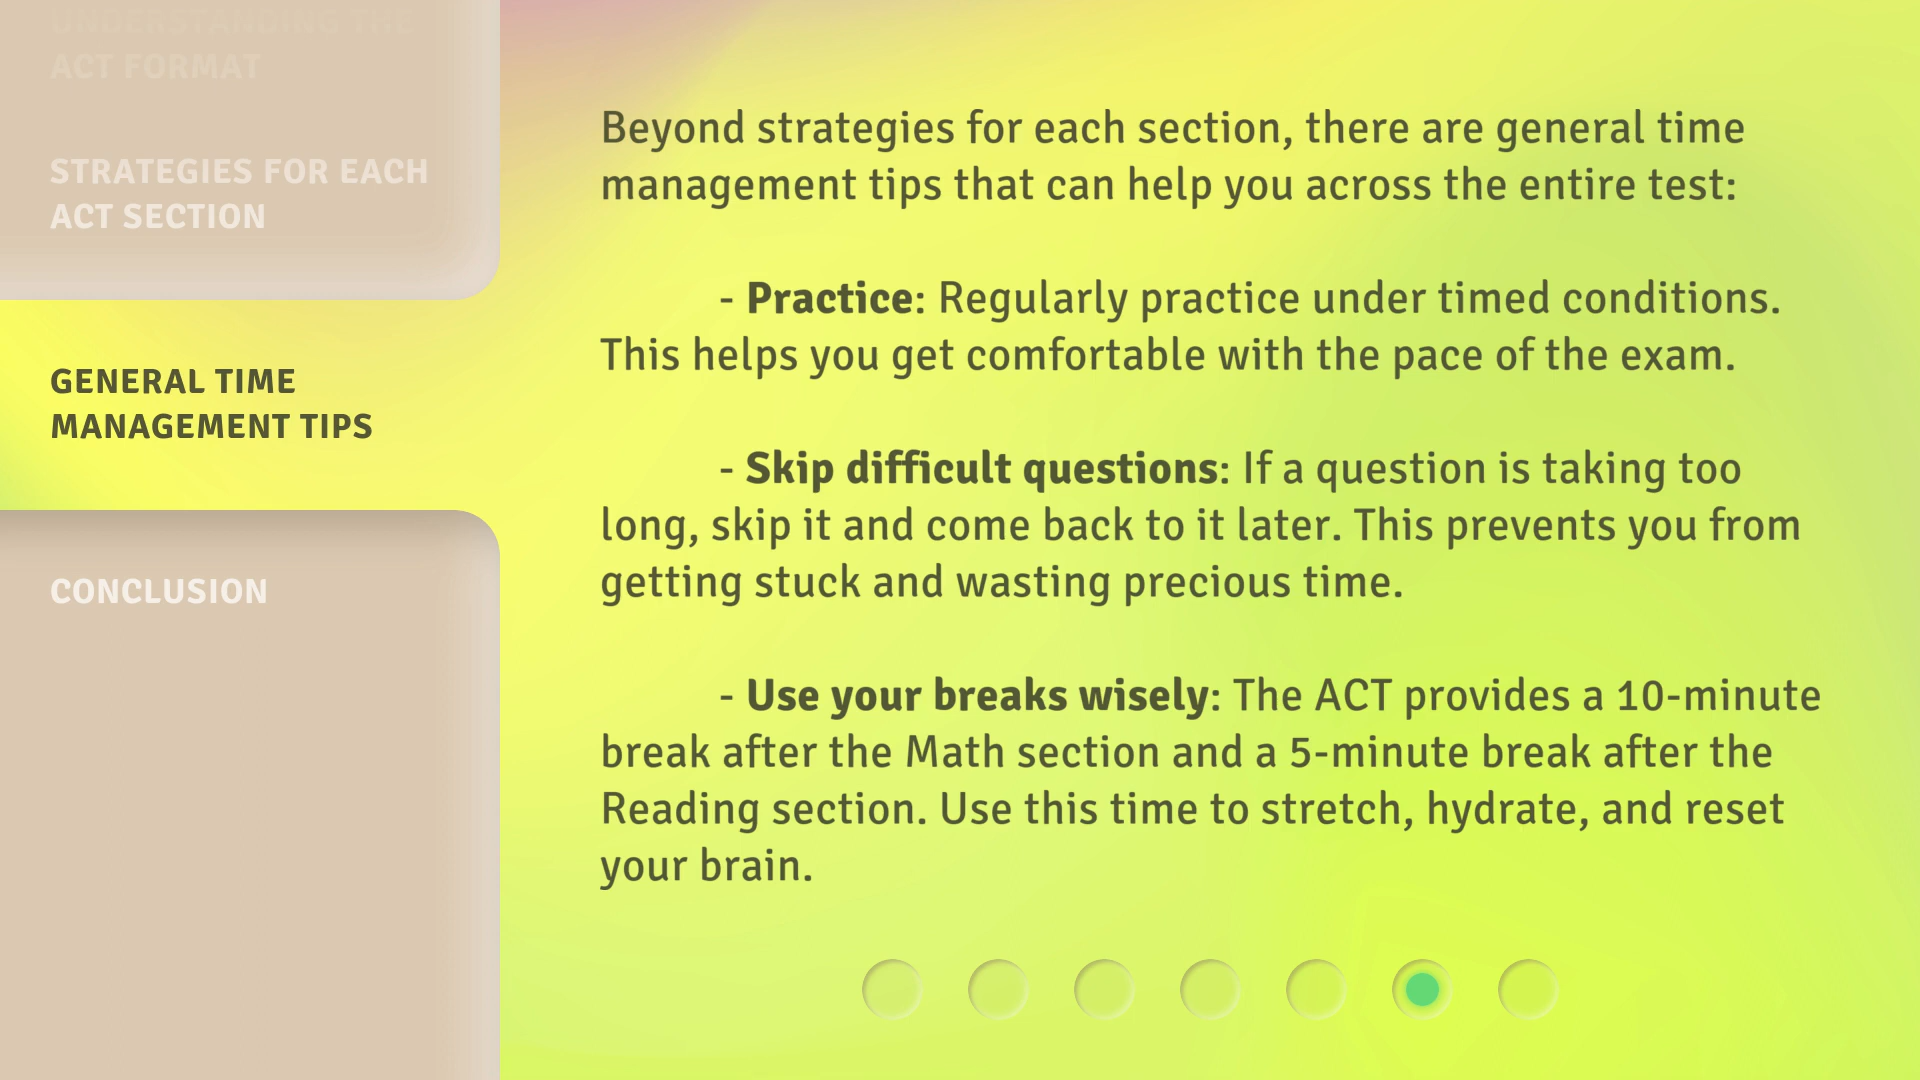 UNDERSTANDING THE
ACT FORMAT
STRATEGIES FOR EACH
ACT SECTION
GENERAL TIME
MANAGEMENT TIPS
CONCLUSION
Beyond strategies for each section, there are general time
management tips that can help you across the entire test:
- Practice: Regularly practice under timed conditions.
This helps you get comfortable with the pace of the exam.
- Skip difficult questions: If a question is taking too
long, skip it and come back to it later. This prevents you from
getting stuck and wasting precious time.
- Use your breaks wisely: The ACT provides a 10-minute
break after the Math section and a 5-minute break after the
Reading section. Use this time to stretch, hydrate, and reset
your brain.